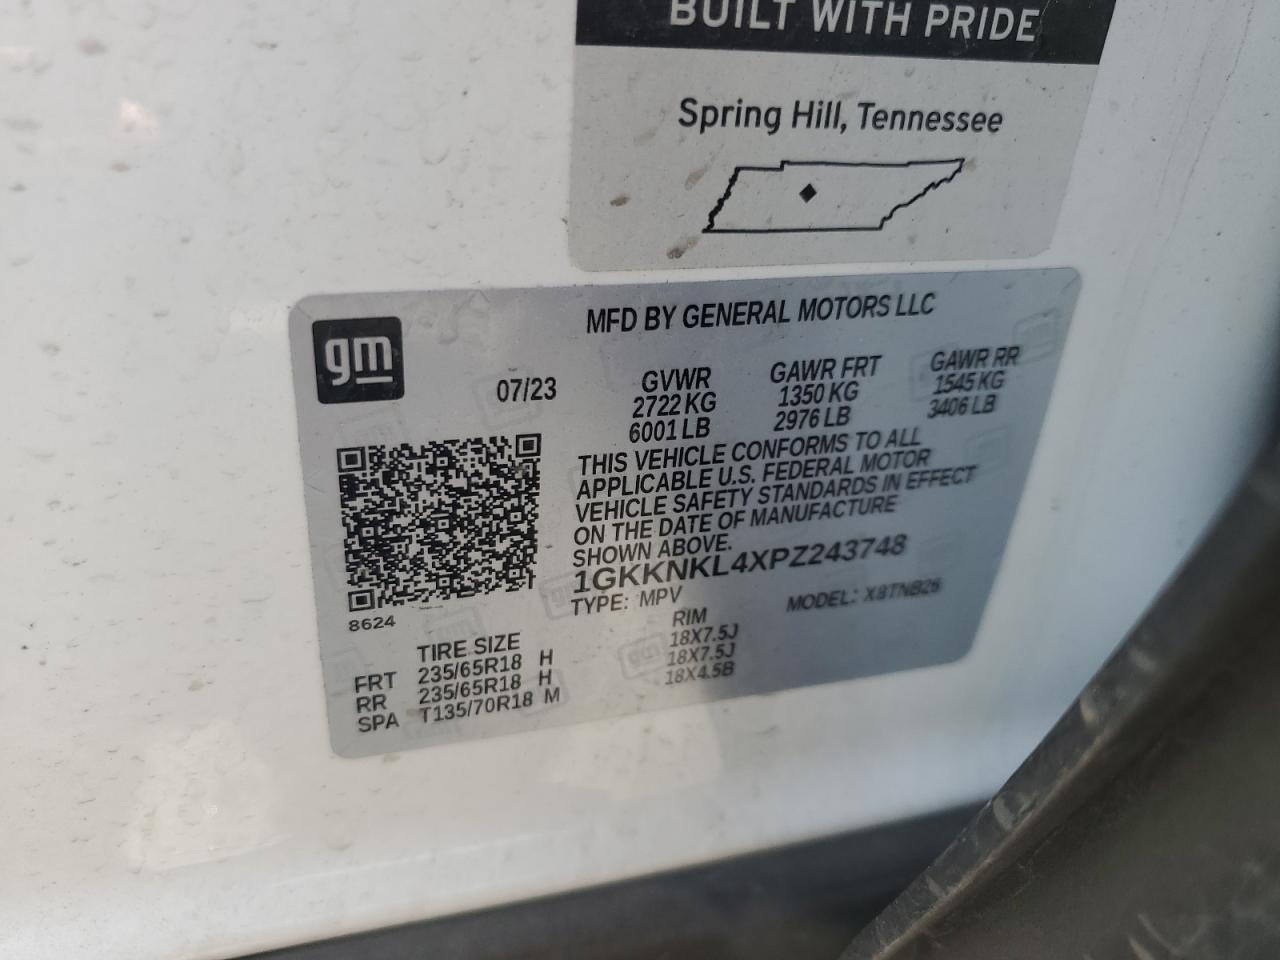 BUILT WITH PRIDE
Spring Hill, Tennessee
gm
MFD BY GENERAL MOTORS LLC
07/23
GVWR GAWR FRT GAWR RR
2722 KG 1350 KG 1545 KG
6001 LB 2976 LB 3406 LB
THIS VEHICLE CONFORMS TO ALL
APPLICABLE U.S. FEDERAL MOTOR
VEHICLE SAFETY STANDARDS IN EFFECT
ON THE DATE OF MANUFACTURE
SHOWN ABOVE.
1GKKNKL4XPZ243748
TYPE: MPV MODEL: X8TNB26
8624
TIRE SIZE RIM
FRT 235/65R18 H 18X7.5J
RR 235/65R18 H 18X7.5J
SPA T135/70R18 M 18X4.5B